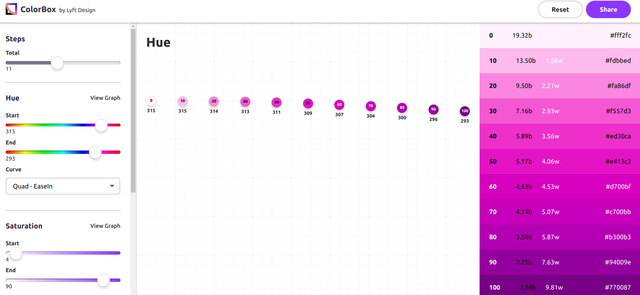 ColorBox by Lyft Design
Reset
Share
Steps
Total
11
Hue
View Graph
Start
315
End
293
Curve
Quad - EaseIn
Saturation
View Graph
Start
4
End
90
Hue
0 10 20 30 40 50 60 70 80 90 100
315 315 314 313 311 309 307 304 300 296 293
0 19.32b #fff2fc
10 13.50b 1.56w #fdbbed
20 9.50b 2.21w #fa86df
30 7.16b 2.93w #f557d3
40 5.89b 3.56w #ed30ca
50 5.17b 4.06w #e413c3
60 4.63b 4.53w #d700bf
70 4.14b 5.07w #c700bb
80 3.58b 5.87w #b300b3
90 2.75b 7.63w #94009e
100 2.14b 9.81w #770087